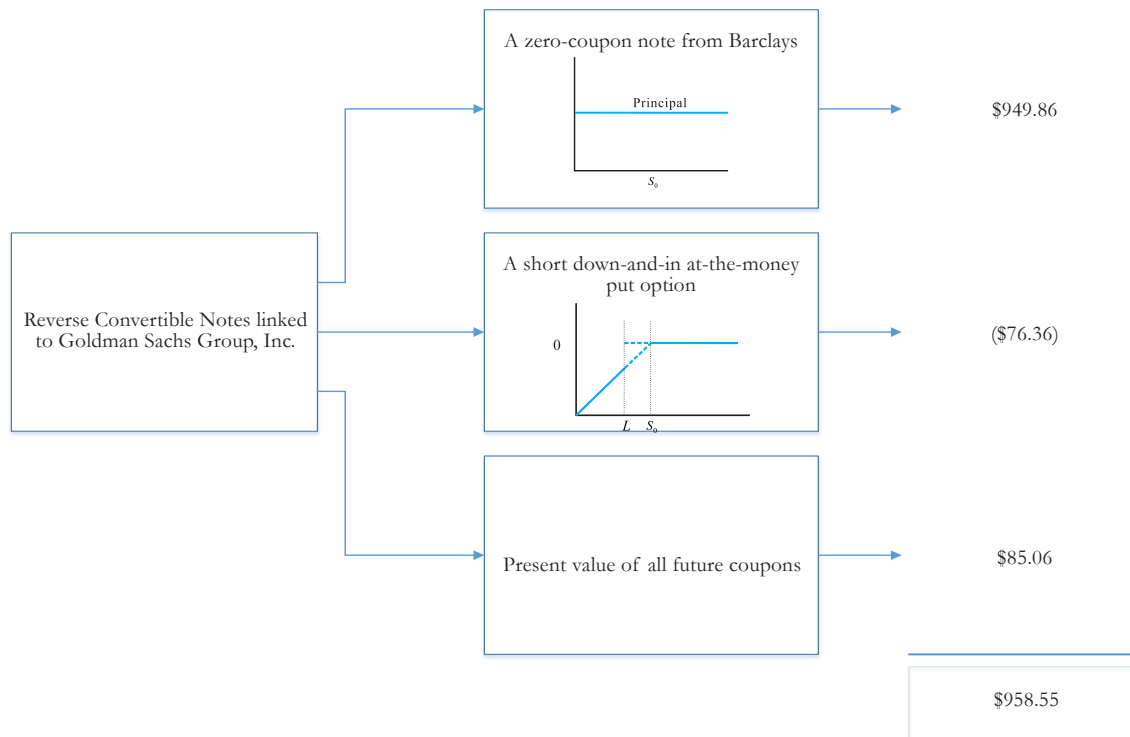 A zero-coupon note from Barclays
Principal
S₀
$949.86
Reverse Convertible Notes linked
to Goldman Sachs Group, Inc.
A short down-and-in at-the-money
put option
0
L S₀
($76.36)
Present value of all future coupons
$85.06
$958.55